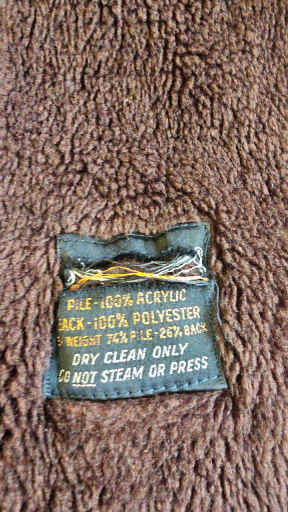 PILE-100% ACRYLIC
BACK-100% POLYESTER
WEIGHT 74% PILE-26% BACK
DRY CLEAN ONLY
DO NOT STEAM OR PRESS